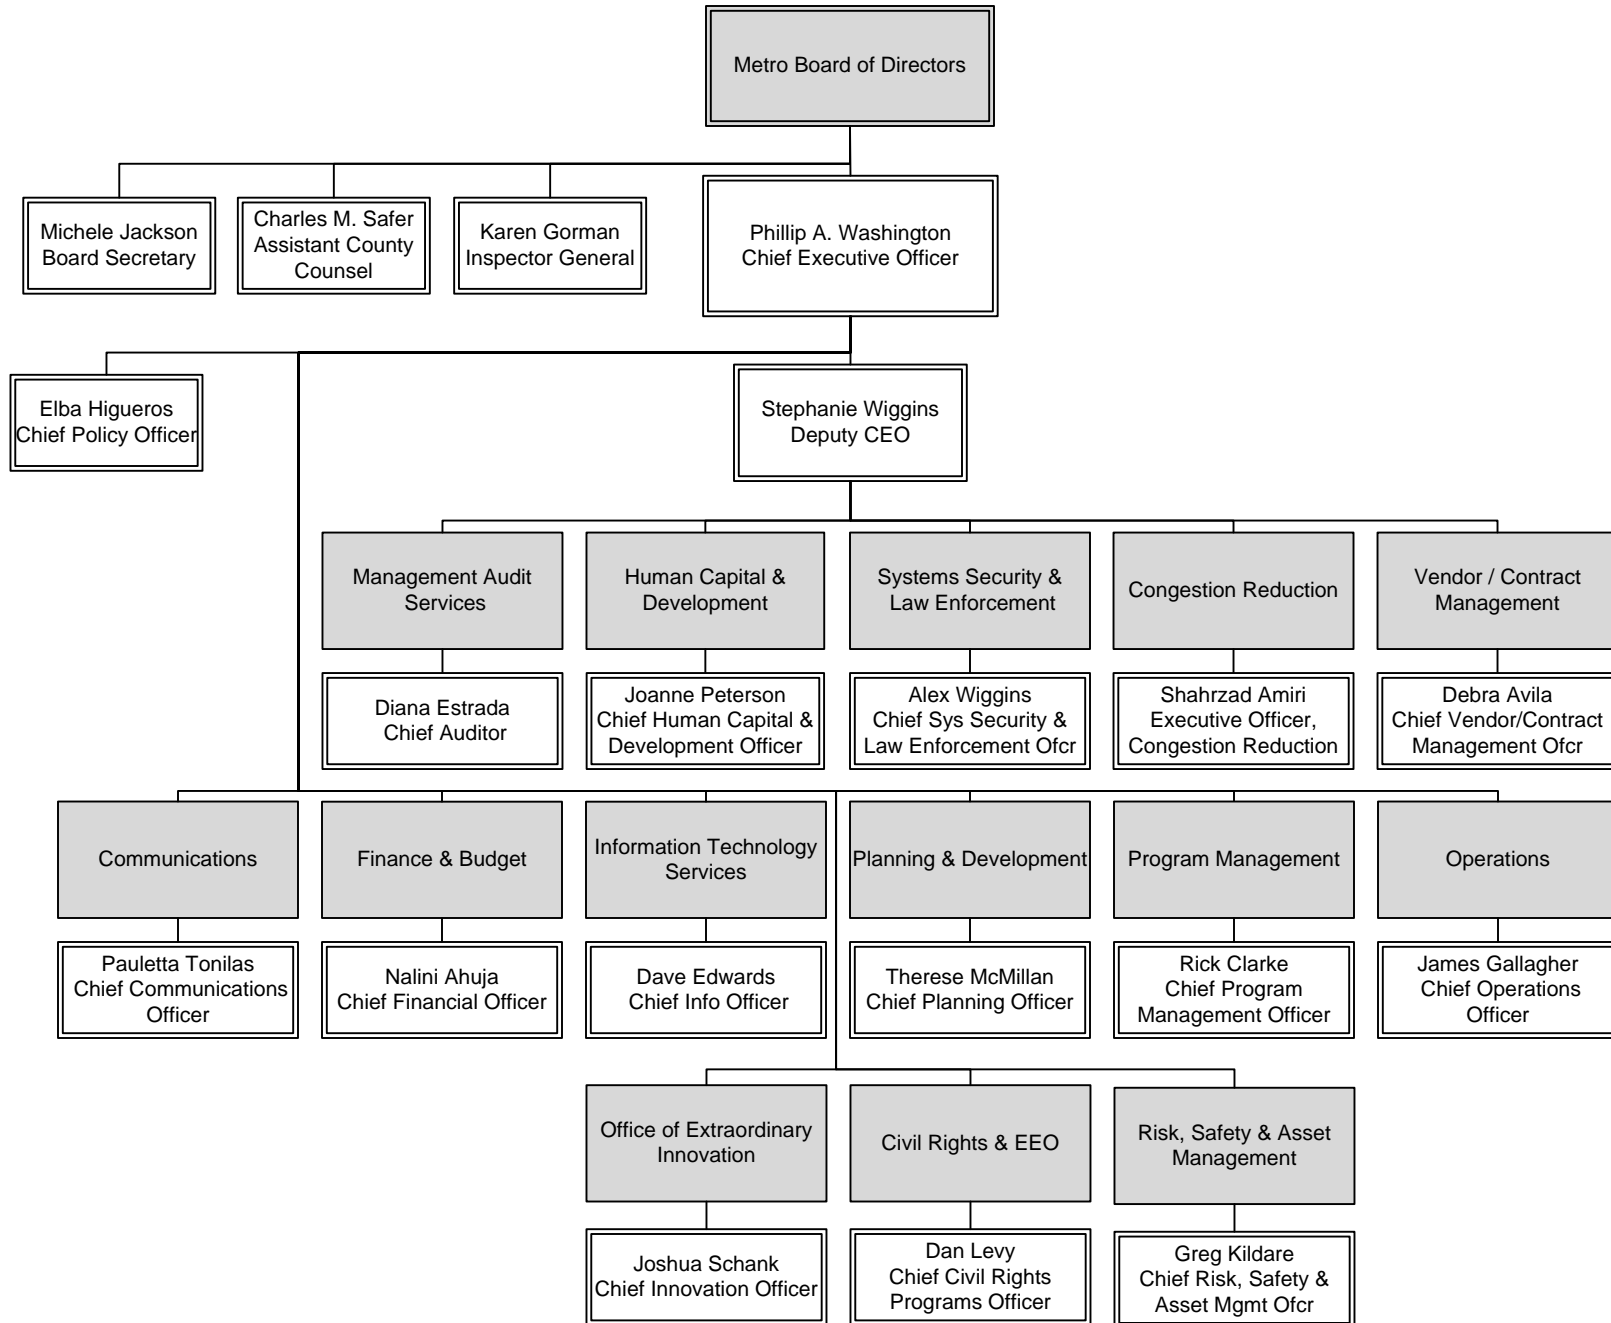 Metro Board of Directors
Michele Jackson
Board Secretary
Charles M. Safer
Assistant County
Counsel
Karen Gorman
Inspector General
Phillip A. Washington
Chief Executive Officer
Elba Higueros
Chief Policy Officer
Stephanie Wiggins
Deputy CEO
Management Audit
Services
Human Capital &
Development
Systems Security &
Law Enforcement
Congestion Reduction
Vendor / Contract
Management
Diana Estrada
Chief Auditor
Joanne Peterson
Chief Human Capital &
Development Officer
Alex Wiggins
Chief Sys Security &
Law Enforcement Ofcr
Shahrzad Amiri
Executive Officer,
Congestion Reduction
Debra Avila
Chief Vendor/Contract
Management Ofcr
Communications
Finance & Budget
Information Technology
Services
Planning & Development
Program Management
Operations
Pauletta Tonilas
Chief Communications
Officer
Nalini Ahuja
Chief Financial Officer
Dave Edwards
Chief Info Officer
Therese McMillan
Chief Planning Officer
Rick Clarke
Chief Program
Management Officer
James Gallagher
Chief Operations
Officer
Office of Extraordinary
Innovation
Civil Rights & EEO
Risk, Safety & Asset
Management
Joshua Schank
Chief Innovation Officer
Dan Levy
Chief Civil Rights
Programs Officer
Greg Kildare
Chief Risk, Safety &
Asset Mgmt Ofcr